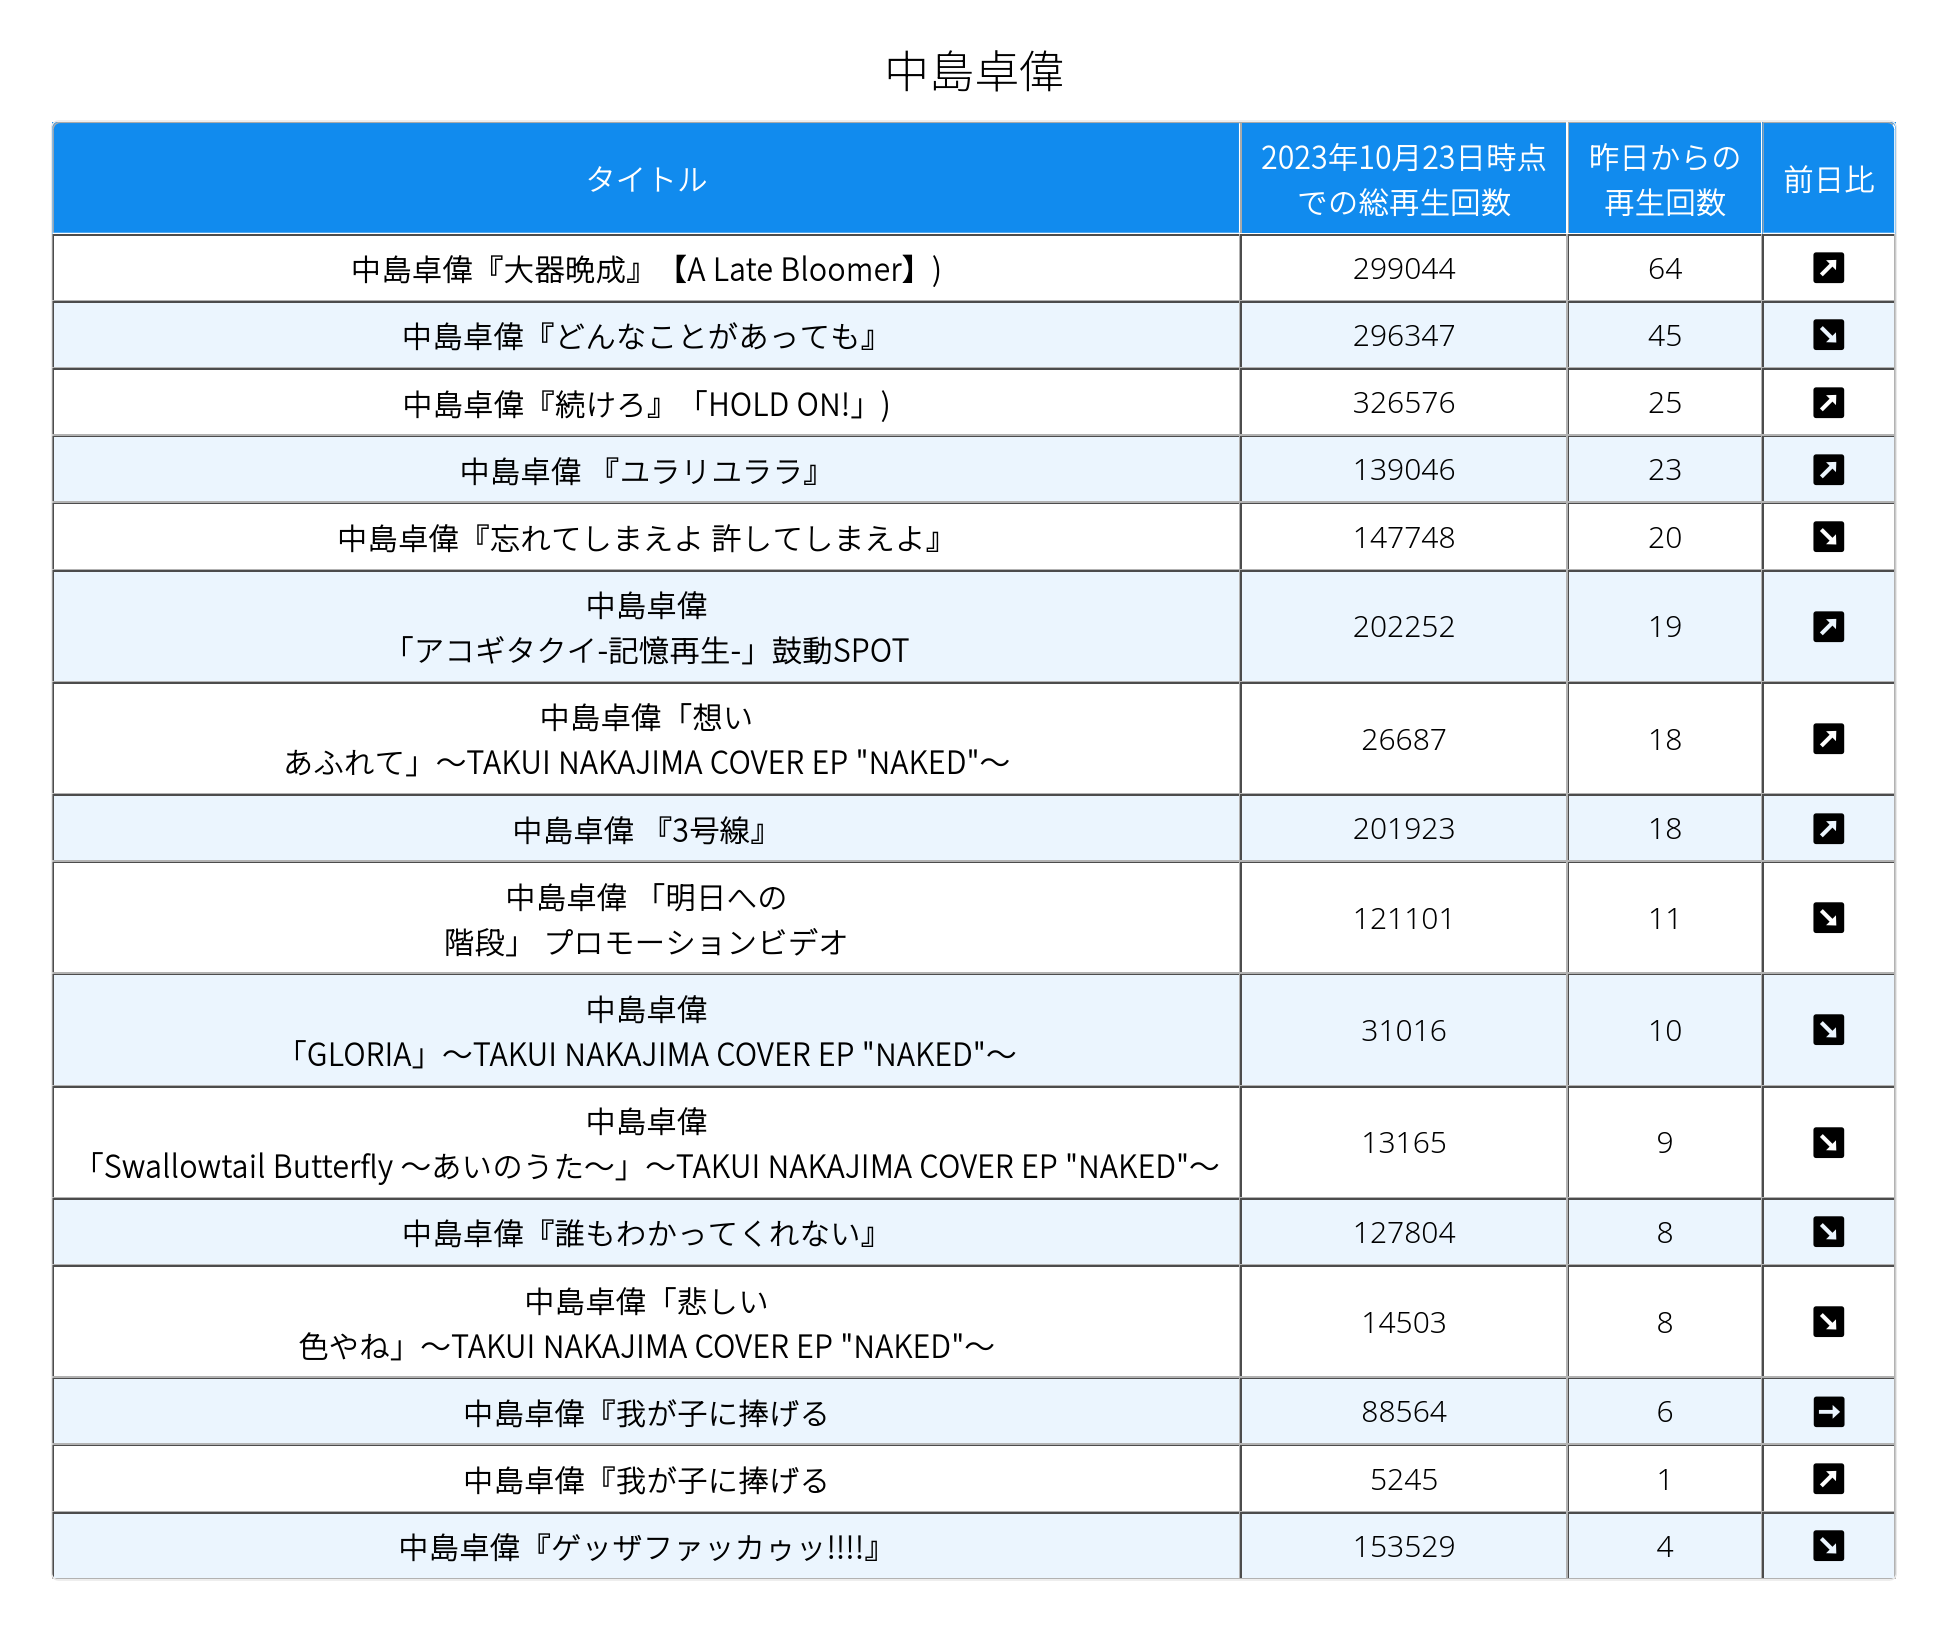 中島卓偉
タイトル
2023年10月23日時点
での総再生回数
昨日からの
再生回数
前日比
中島卓偉『大器晩成』【A Late Bloomer】)
299044
64
中島卓偉『どんなことがあっても』
296347
45
中島卓偉『続けろ』「HOLD ON!」)
326576
25
中島卓偉 『ユラリユララ』
139046
23
中島卓偉『忘れてしまえよ 許してしまえよ』
147748
20
中島卓偉
「アコギタクイ-記憶再生-」鼓動SPOT
202252
19
中島卓偉「想い
あふれて」〜TAKUI NAKAJIMA COVER EP "NAKED"〜
26687
18
中島卓偉 『3号線』
201923
18
中島卓偉 「明日への
階段」 プロモーションビデオ
121101
11
中島卓偉
「GLORIA」〜TAKUI NAKAJIMA COVER EP "NAKED"〜
31016
10
中島卓偉
「Swallowtail Butterfly 〜あいのうた〜」〜TAKUI NAKAJIMA COVER EP "NAKED"〜
13165
9
中島卓偉『誰もわかってくれない』
127804
8
中島卓偉「悲しい
色やね」〜TAKUI NAKAJIMA COVER EP "NAKED"〜
14503
8
中島卓偉『我が子に捧げる
88564
6
中島卓偉『我が子に捧げる
5245
1
中島卓偉『ゲッザファッカゥッ!!!!』
153529
4